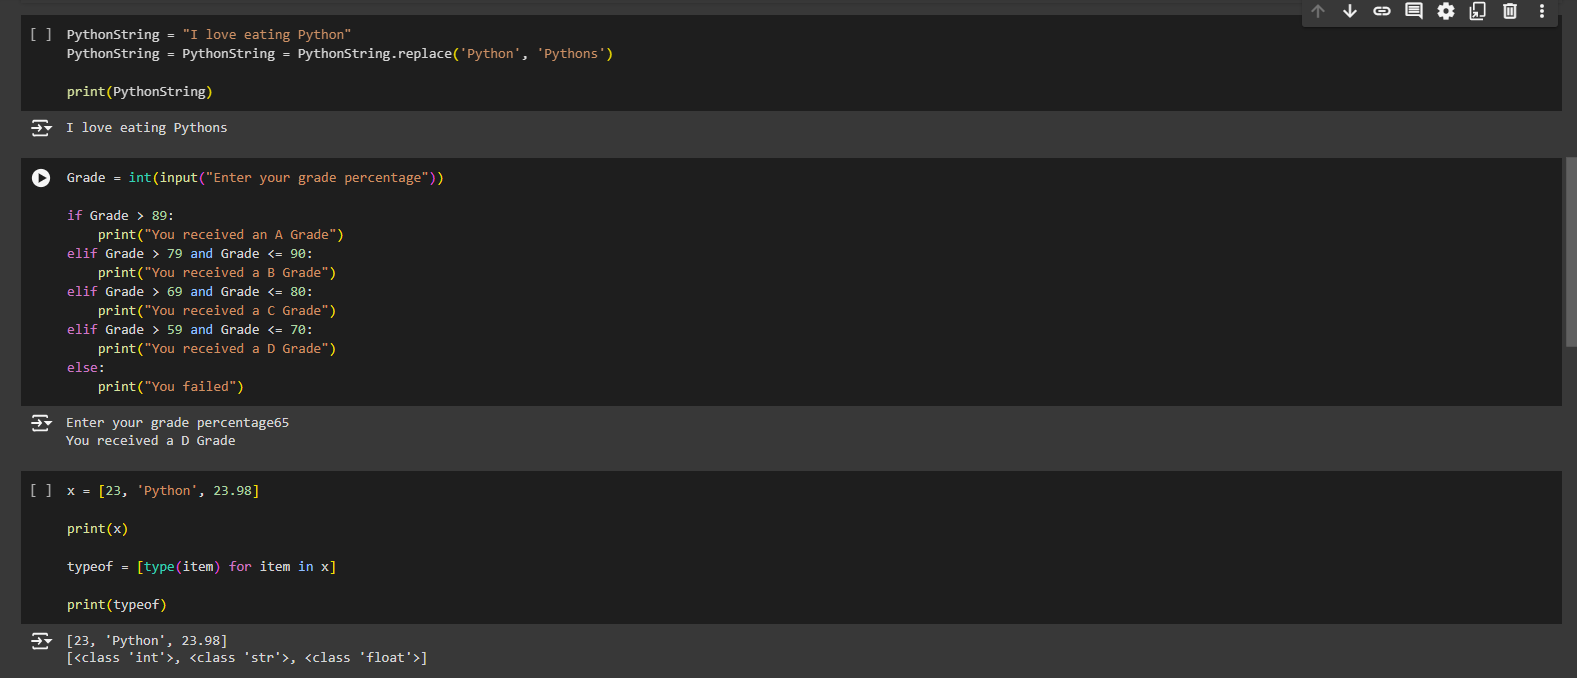 [ ] PythonString = "I love eating Python"
PythonString = PythonString = PythonString.replace('Python', 'Pythons')
print(PythonString)
I love eating Pythons
Grade = int(input("Enter your grade percentage"))
if Grade > 89:
    print("You received an A Grade")
elif Grade > 79 and Grade <= 90:
    print("You received a B Grade")
elif Grade > 69 and Grade <= 80:
    print("You received a C Grade")
elif Grade > 59 and Grade <= 70:
    print("You received a D Grade")
else:
    print("You failed")
Enter your grade percentage65
You received a D Grade
[ ] x = [23, 'Python', 23.98]
print(x)
typeof = [type(item) for item in x]
print(typeof)
[23, 'Python', 23.98]
[<class 'int'>, <class 'str'>, <class 'float'>]